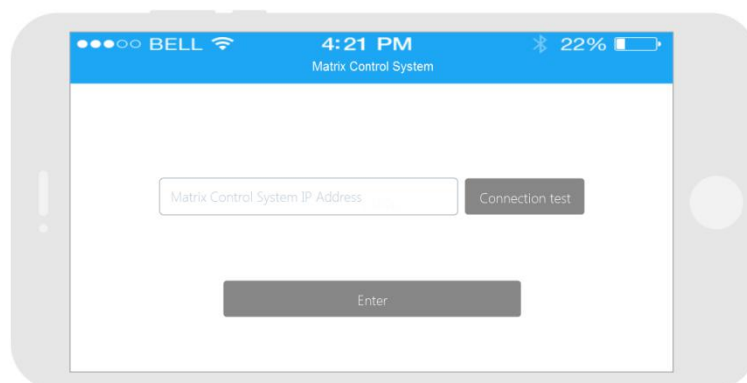 BELL 4:21 PM 22%
Matrix Control System
Matrix Control System IP Address Connection test
Enter